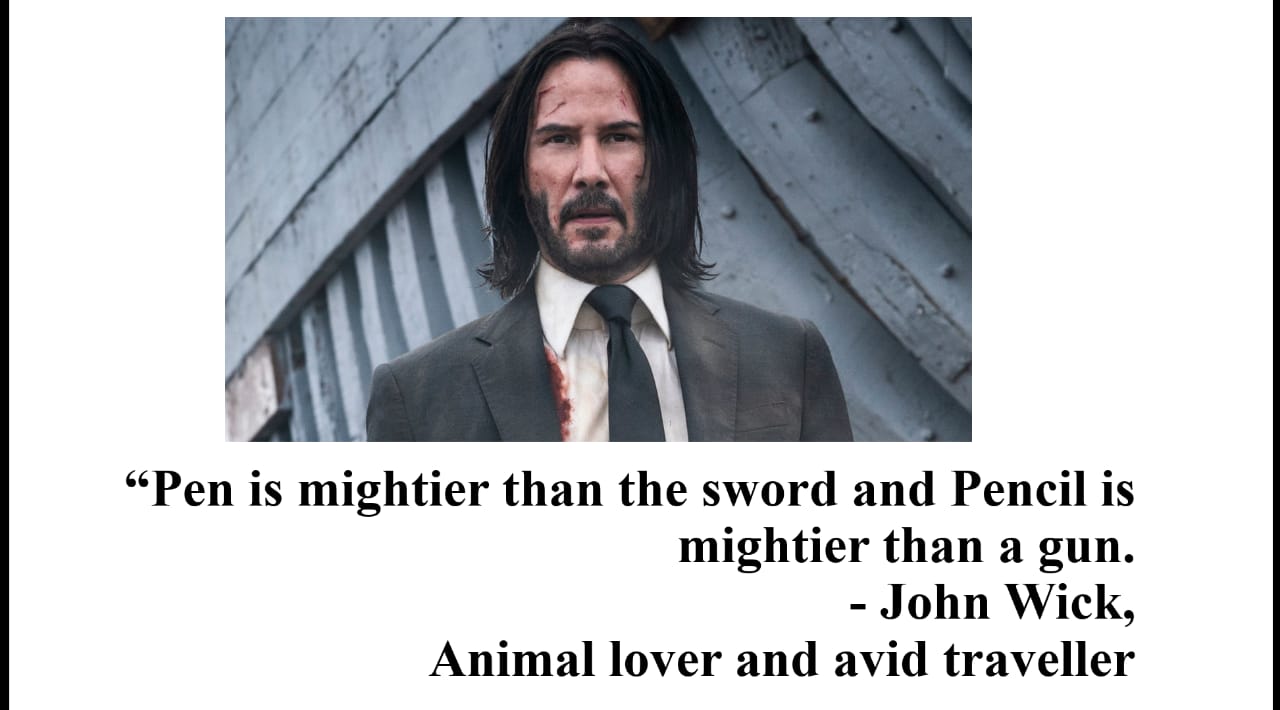 “Pen is mightier than the sword and Pencil is
mightier than a gun.
- John Wick,
Animal lover and avid traveller